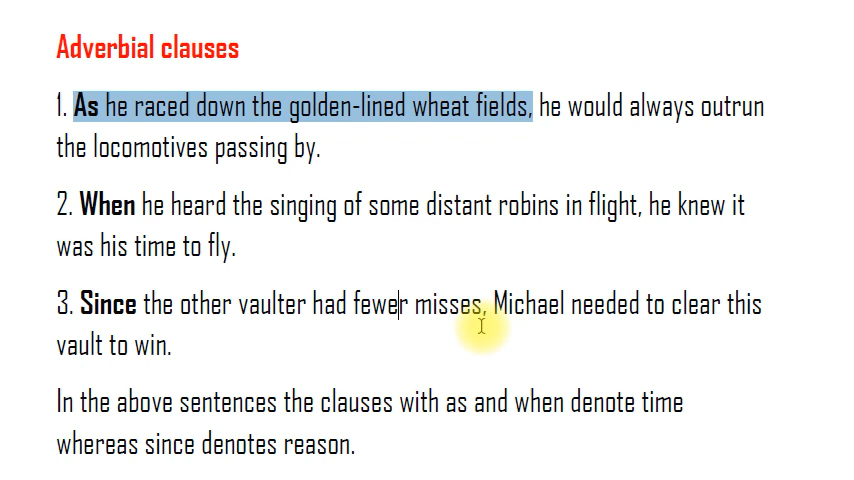 Adverbial clauses
1. As he raced down the golden-lined wheat fields, he would always outrun
the locomotives passing by.
2. When he heard the singing of some distant robins in flight, he knew it
was his time to fly.
3. Since the other vaulter had fewer misses, Michael needed to clear this
vault to win.
In the above sentences the clauses with as and when denote time
whereas since denotes reason.